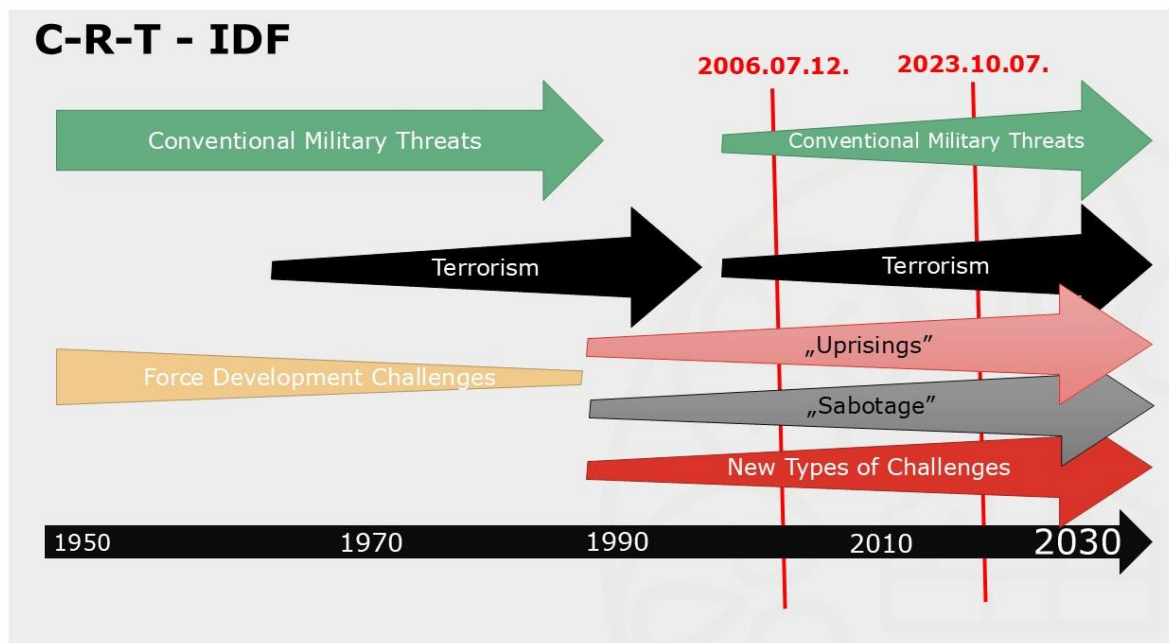 C-R-T - IDF
2006.07.12.
2023.10.07.
Conventional Military Threats
Conventional Military Threats
Terrorism
Terrorism
„Uprisings”
Force Development Challenges
„Sabotage”
New Types of Challenges
1950
1970
1990
2010
2030